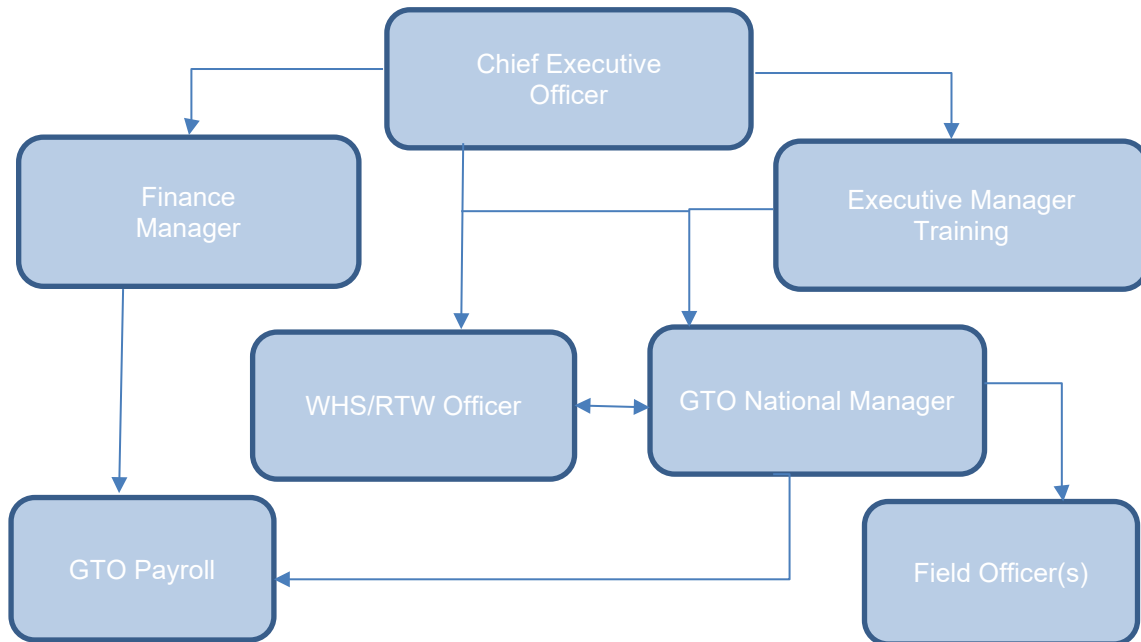 Chief Executive
Officer
Finance
Manager
Executive Manager
Training
WHS/RTW Officer
GTO National Manager
GTO Payroll
Field Officer(s)